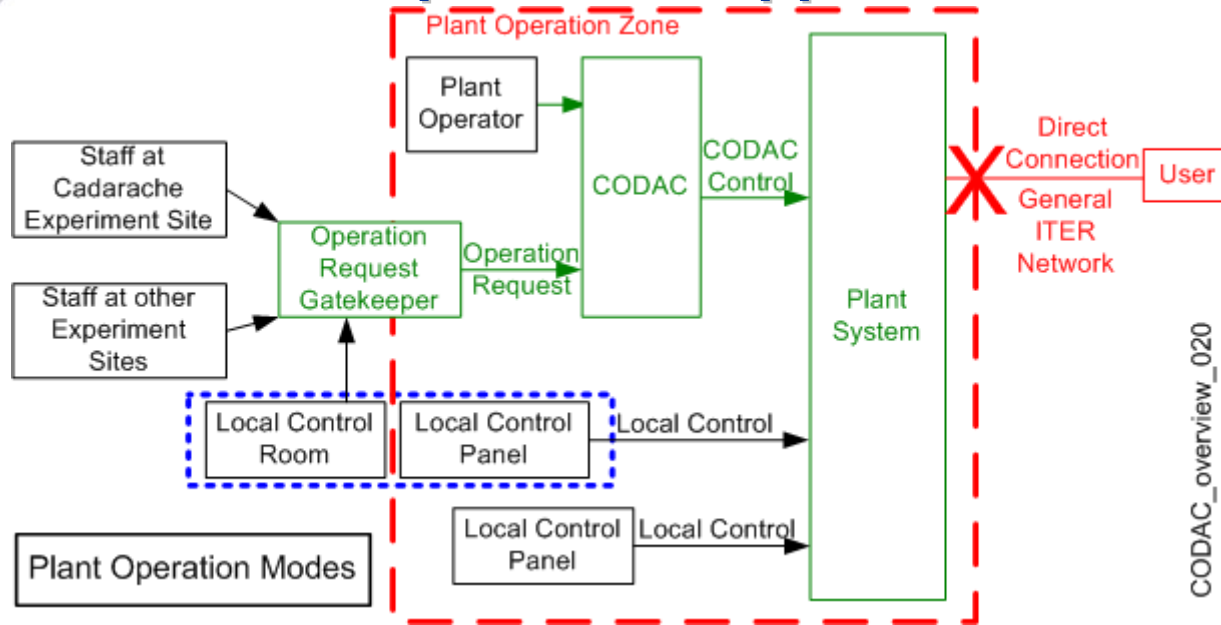 Plant Operation Zone
Plant
Operator
CODAC
CODAC
Control
Direct
Connection
General
ITER
Network
User
Staff at
Cadarache
Experiment Site
Operation
Request
Gatekeeper
Operation
Request
Staff at other
Experiment
Sites
Plant
System
Local Control
Room
Local Control
Panel
Local Control
Local Control
Panel
Local Control
Plant Operation Modes
CODAC_overview_020